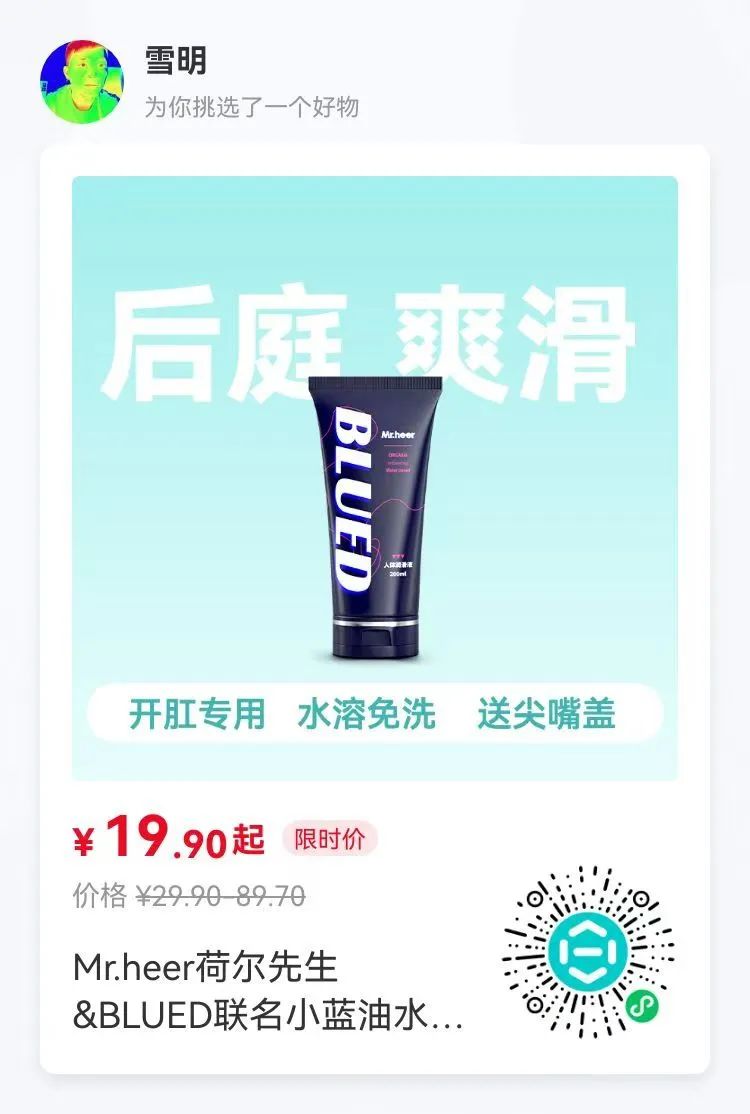 雪明
为你挑选了一个好物
后庭 爽滑
BLUED
Mr.heer
人体润滑液
200ml
开肛专用 水溶免洗 送尖嘴盖
¥19.90起 限时价
价格 ¥29.90-89.70
Mr.heer荷尔先生
&BLUED联名小蓝油水...